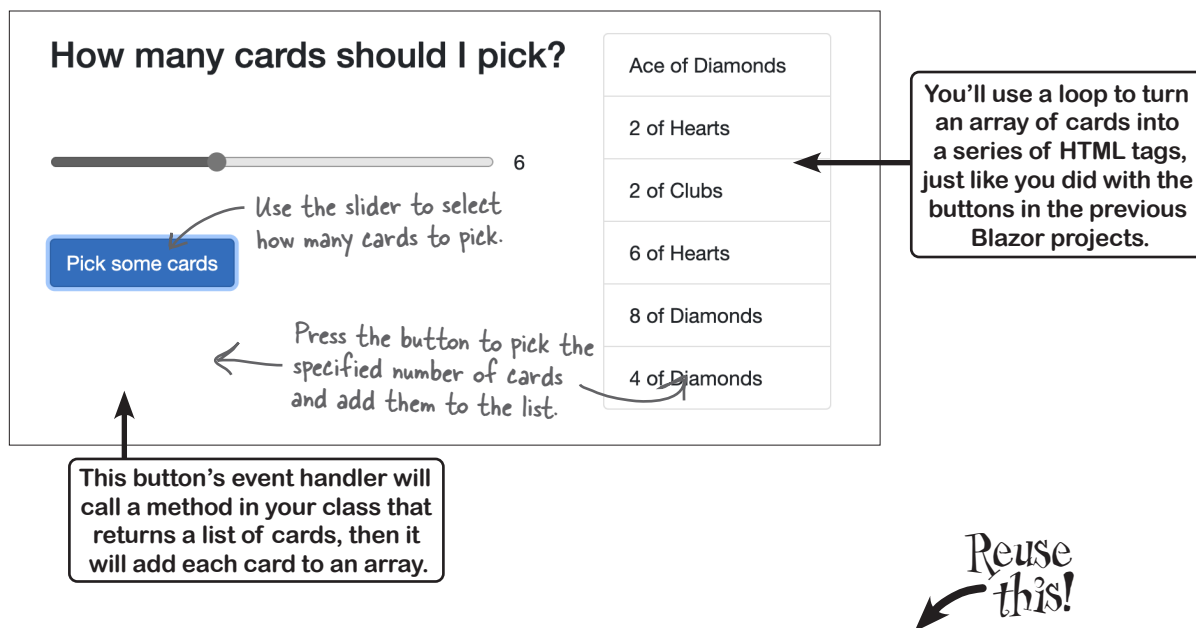 How many cards should I pick?
6
Use the slider to select
how many cards to pick.
Pick some cards
Press the button to pick the
specified number of cards
and add them to the list.
Ace of Diamonds
2 of Hearts
2 of Clubs
6 of Hearts
8 of Diamonds
4 of Diamonds
You’ll use a loop to turn
an array of cards into
a series of HTML tags,
just like you did with the
buttons in the previous
Blazor projects.
This button’s event handler will
call a method in your class that
returns a list of cards, then it
will add each card to an array.
Reuse
this!